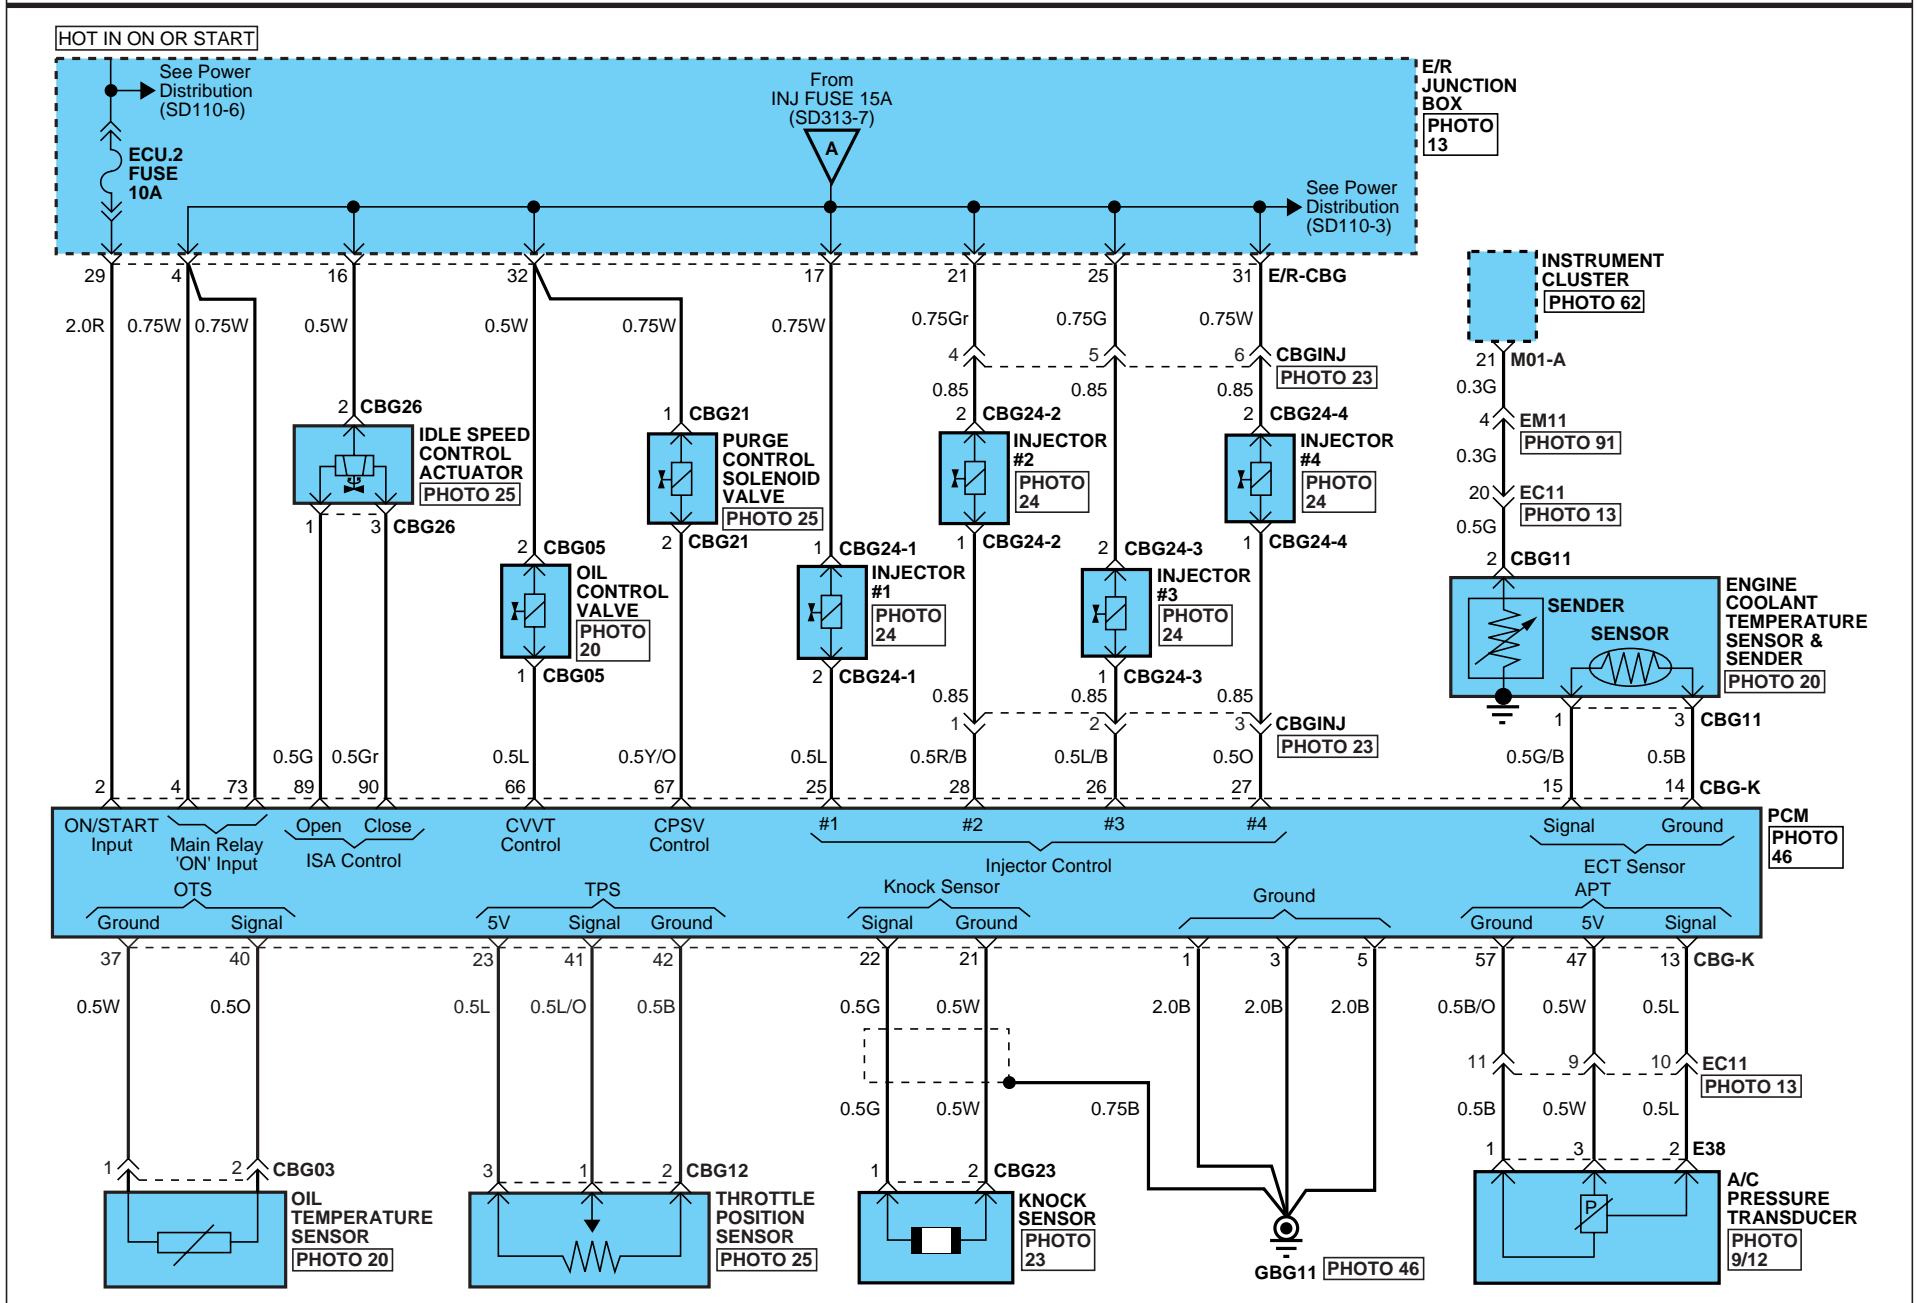 HOT IN ON OR START
See Power
Distribution
(SD110-6)
ECU.2
FUSE
10A
From
INJ FUSE 15A
(SD313-7)
A
See Power
Distribution
(SD110-3)
E/R
JUNCTION
BOX
PHOTO
13
29 4 16 32 17 21 25 31 E/R-CBG
2.0R 0.75W 0.75W 0.5W 0.5W 0.75W 0.75W 0.75Gr 0.75G 0.75W
4 5 6 CBGINJ
PHOTO 23
0.85 0.85 0.85
INSTRUMENT
CLUSTER
PHOTO 62
21 M01-A
0.3G
4 EM11
PHOTO 91
0.3G
20 EC11
PHOTO 13
0.5G
2 CBG11
2 CBG26
IDLE SPEED
CONTROL
ACTUATOR
PHOTO 25
1 3 CBG26
1 CBG21
PURGE
CONTROL
SOLENOID
VALVE
PHOTO 25
2 CBG21
2 CBG24-2
INJECTOR
#2
PHOTO
24
1 CBG24-2
2 CBG24-4
INJECTOR
#4
PHOTO
24
1 CBG24-4
2 CBG05
OIL
CONTROL
VALVE
PHOTO
20
1 CBG05
1 CBG24-1
INJECTOR
#1
PHOTO
24
2 CBG24-1
2 CBG24-3
INJECTOR
#3
PHOTO
24
1 CBG24-3
SENDER
SENSOR
ENGINE
COOLANT
TEMPERATURE
SENSOR &
SENDER
PHOTO 20
1 3 CBG11
0.85 0.85 0.85
1 2 3 CBGINJ
PHOTO 23
0.5G 0.5Gr 0.5L 0.5Y/O 0.5L 0.5R/B 0.5L/B 0.5O 0.5G/B 0.5B
2 4 73 89 90 66 67 25 28 26 27 15 14 CBG-K
ON/START
Input
Main Relay
'ON' Input
Open Close
ISA Control
CVVT
Control
CPSV
Control
#1 #2 #3 #4
Injector Control
Signal Ground
ECT Sensor
PCM
PHOTO
46
OTS
Ground Signal
TPS
5V Signal Ground
Knock Sensor
Signal Ground
Ground
APT
Ground 5V Signal
37 40 23 41 42 22 21 1 3 5 57 47 13 CBG-K
0.5W 0.5O 0.5L 0.5L/O 0.5B 0.5G 0.5W 2.0B 2.0B 2.0B 0.5B/O 0.5W 0.5L
11 9 10 EC11
PHOTO 13
0.5G 0.5W 0.75B 0.5B 0.5W 0.5L
1 2 CBG03
OIL
TEMPERATURE
SENSOR
PHOTO 20
3 1 2 CBG12
THROTTLE
POSITION
SENSOR
PHOTO 25
1 2 CBG23
KNOCK
SENSOR
PHOTO
23
GBG11 PHOTO 46
1 3 2 E38
P
A/C
PRESSURE
TRANSDUCER
PHOTO
9/12